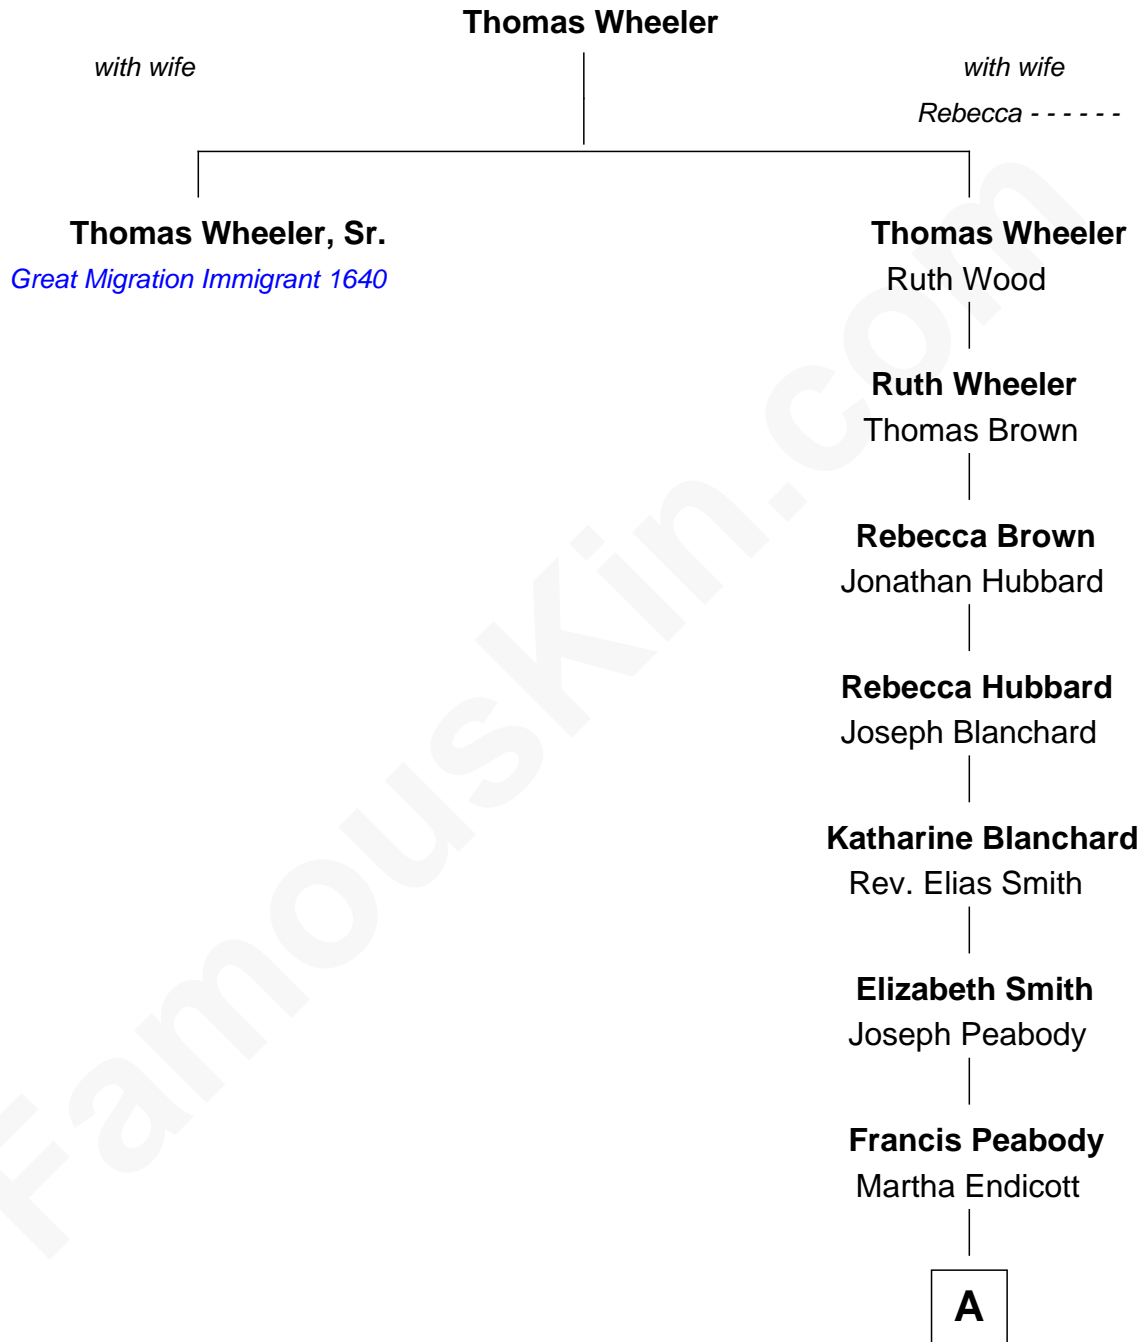 Thomas Wheeler
with wife
with wife
Rebecca - - - - - -
Thomas Wheeler, Sr.
Great Migration Immigrant 1640
Thomas Wheeler
Ruth Wood
Ruth Wheeler
Thomas Brown
Rebecca Brown
Jonathan Hubbard
Rebecca Hubbard
Joseph Blanchard
Katharine Blanchard
Rev. Elias Smith
Elizabeth Smith
Joseph Peabody
Francis Peabody
Martha Endicott
A
FamousKin.com